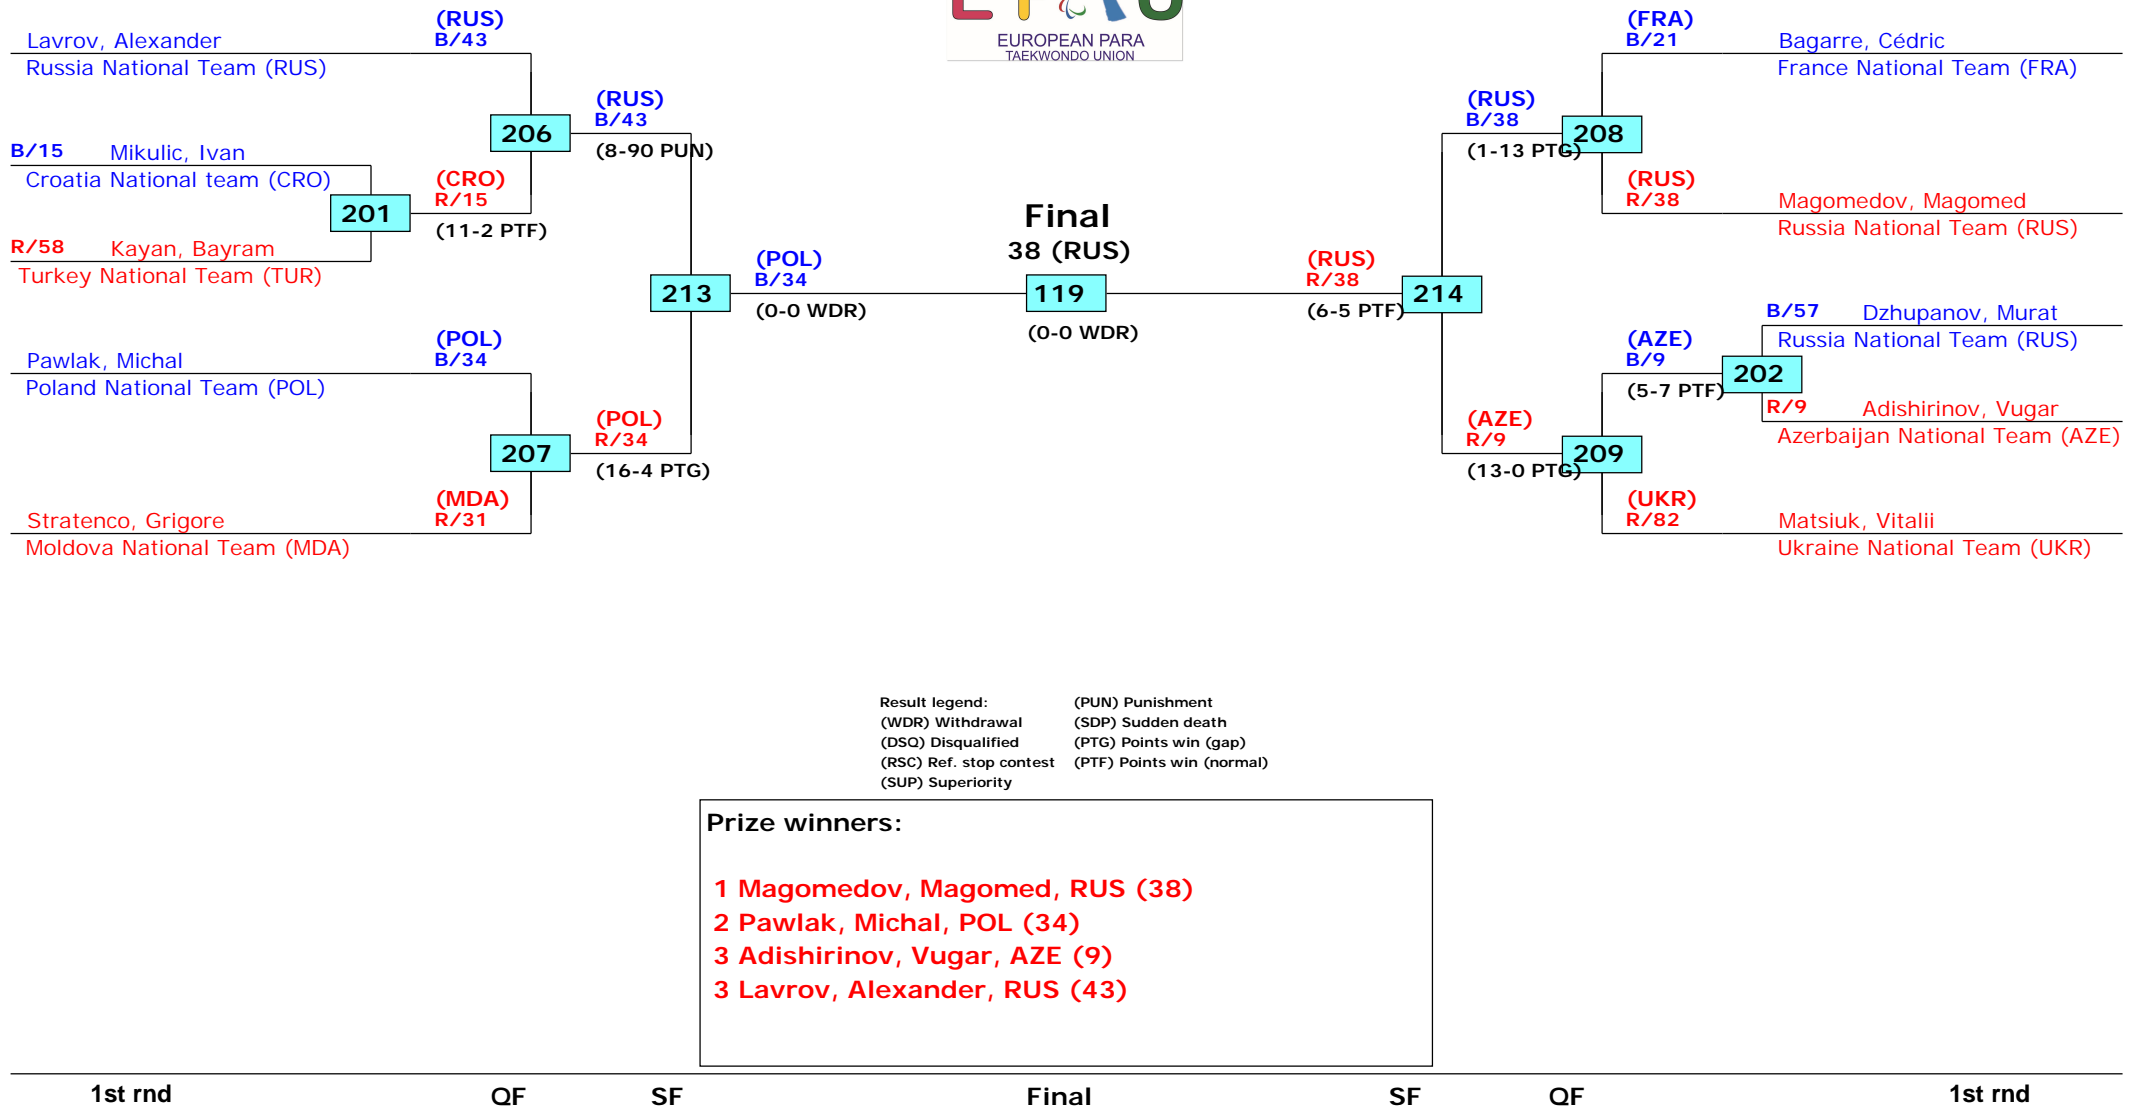 EUROPEAN PARA
TAEKWONDO UNION
(RUS)
B/43
Lavrov, Alexander
Russia National Team (RUS)
B/15 Mikulic, Ivan
Croatia National team (CRO)
201
R/58 Kayan, Bayram
Turkey National Team (TUR)
(CRO)
R/15
(11-2 PTF)
206
(RUS)
B/43
(8-90 PUN)
(POL)
B/34
Pawlak, Michal
Poland National Team (POL)
207
(MDA)
R/31
Stratenco, Grigore
Moldova National Team (MDA)
(POL)
R/34
(16-4 PTG)
213
(POL)
B/34
(0-0 WDR)
Final
38 (RUS)
119
(0-0 WDR)
(RUS)
R/38
(6-5 PTF)
214
(RUS)
B/38
(1-13 PTG)
208
(FRA)
B/21
Bagarre, Cédric
France National Team (FRA)
(RUS)
R/38
Magomedov, Magomed
Russia National Team (RUS)
B/57 Dzhupanov, Murat
Russia National Team (RUS)
202
R/9 Adishirinov, Vugar
Azerbaijan National Team (AZE)
(AZE)
B/9
(5-7 PTF)
(AZE)
R/9
(13-0 PTG)
209
(UKR)
R/82
Matsiuk, Vitalii
Ukraine National Team (UKR)
Result legend: (PUN) Punishment
(WDR) Withdrawal (SDP) Sudden death
(DSQ) Disqualified (PTG) Points win (gap)
(RSC) Ref. stop contest (PTF) Points win (normal)
(SUP) Superiority
Prize winners:
1 Magomedov, Magomed, RUS (38)
2 Pawlak, Michal, POL (34)
3 Adishirinov, Vugar, AZE (9)
3 Lavrov, Alexander, RUS (43)
1st rnd QF SF Final SF QF 1st rnd